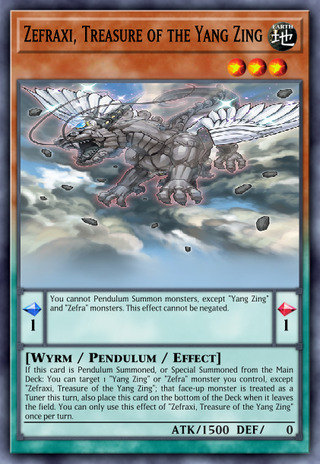 Zefraxi, Treasure of the Yang Zing
EARTH
地
You cannot Pendulum Summon monsters, except "Yang Zing"
and "Zefra" monsters. This effect cannot be negated.
1
1
[Wyrm / Pendulum / Effect]
If this card is Pendulum Summoned, or Special Summoned from the Main
Deck: You can target 1 "Yang Zing" or "Zefra" monster you control, except
"Zefraxi, Treasure of the Yang Zing"; that face-up monster is treated as a
Tuner this turn, also place this card on the bottom of the Deck when it leaves
the field. You can only use this effect of "Zefraxi, Treasure of the Yang Zing"
once per turn.
ATK/1500 DEF/ 0